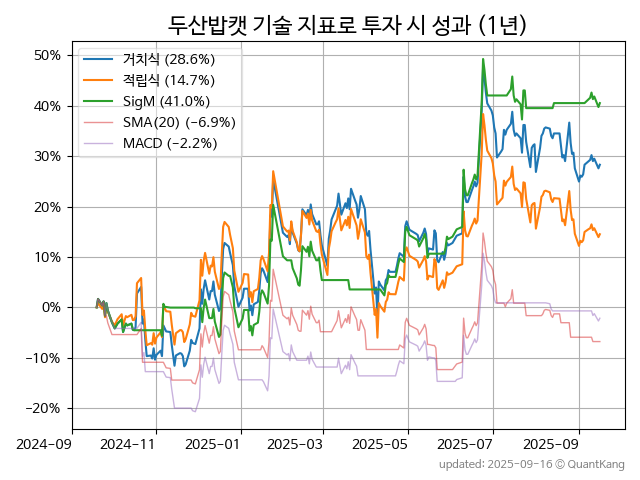 두산밥캣 기술 지표로 투자 시 성과 (1년)
거치식 (28.6%)
적립식 (14.7%)
SigM (41.0%)
SMA(20) (−6.9%)
MACD (−2.2%)
50%
40%
30%
20%
10%
0%
−10%
−20%
2024-09 2024-11 2025-01 2025-03 2025-05 2025-07 2025-09
updated: 2025-09-16 © QuantKang